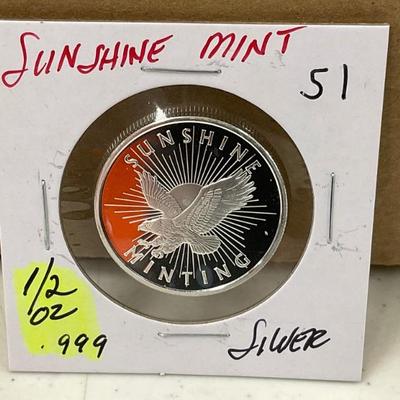 SUNSHINE MINT
51
SUNSHINE
MINTING
1/2
oz
.999
SILVER